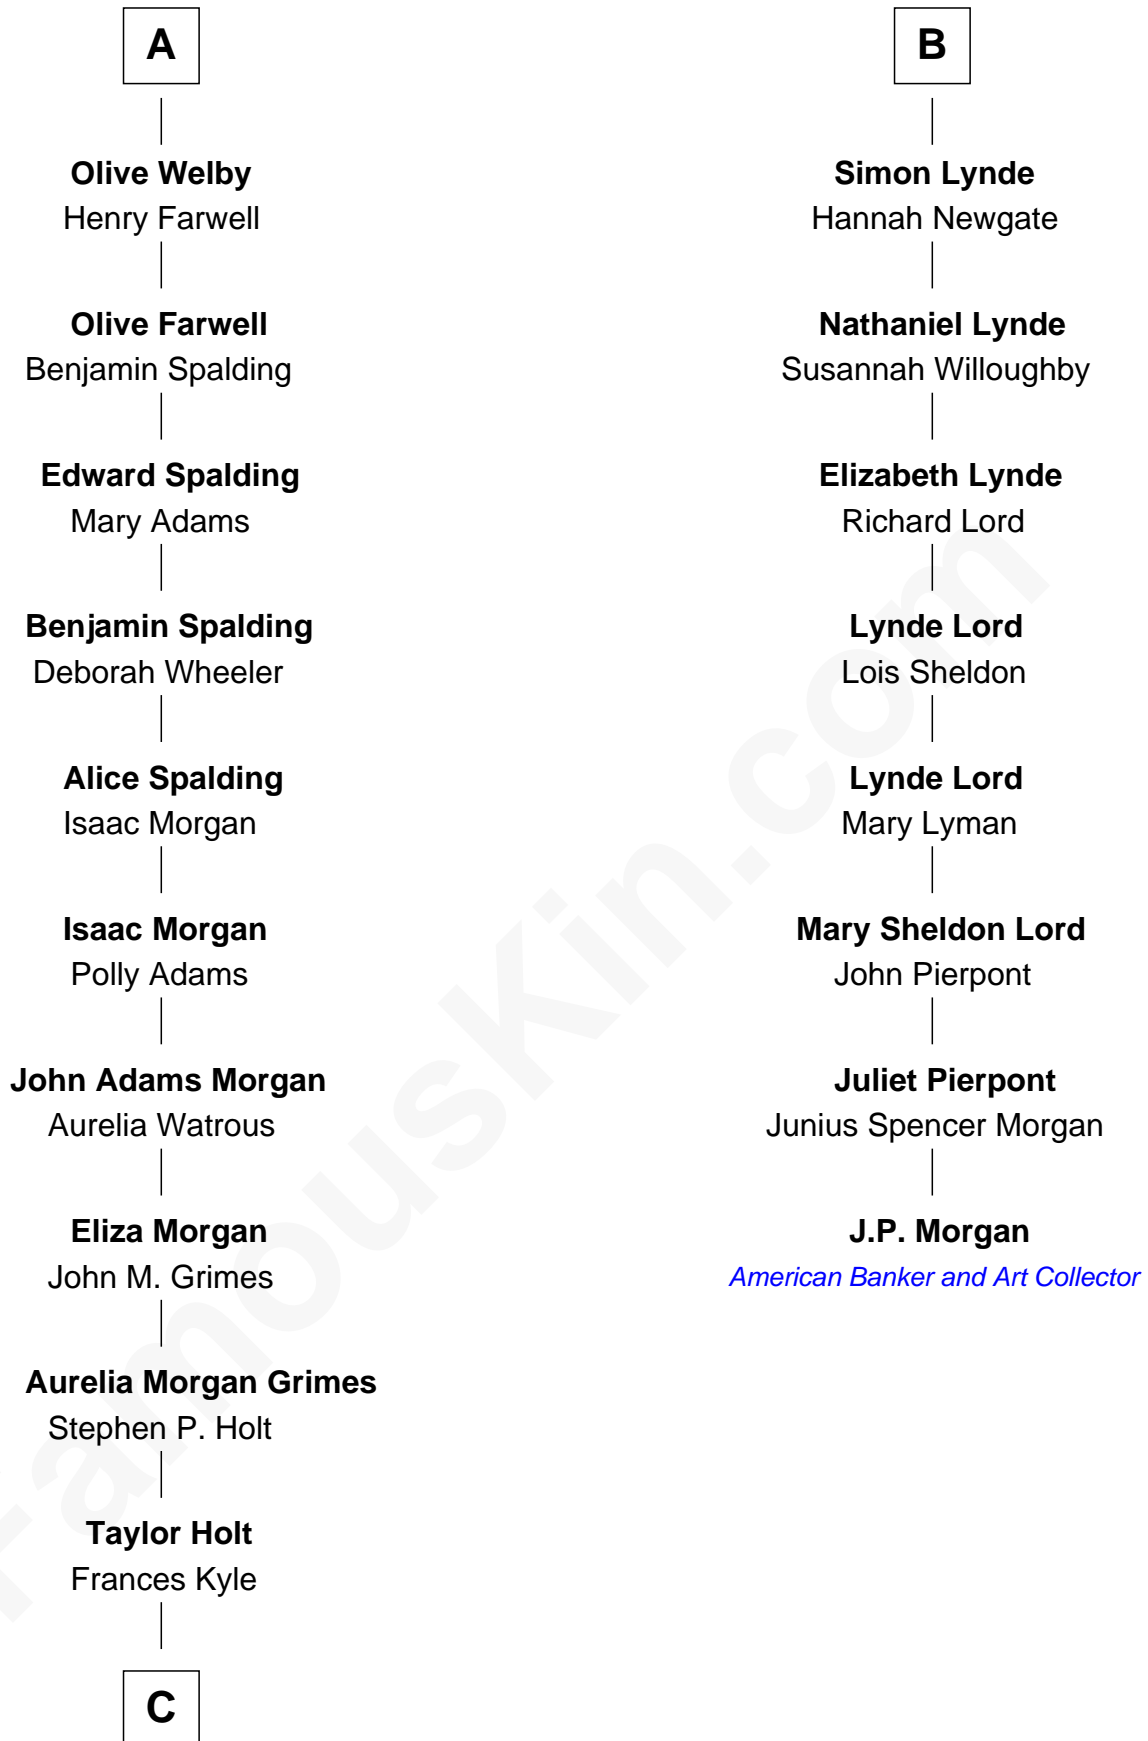 A
Olive Welby
Henry Farwell
Olive Farwell
Benjamin Spalding
Edward Spalding
Mary Adams
Benjamin Spalding
Deborah Wheeler
Alice Spalding
Isaac Morgan
Isaac Morgan
Polly Adams
John Adams Morgan
Aurelia Watrous
Eliza Morgan
John M. Grimes
Aurelia Morgan Grimes
Stephen P. Holt
Taylor Holt
Frances Kyle
C
B
Simon Lynde
Hannah Newgate
Nathaniel Lynde
Susannah Willoughby
Elizabeth Lynde
Richard Lord
Lynde Lord
Lois Sheldon
Lynde Lord
Mary Lyman
Mary Sheldon Lord
John Pierpont
Juliet Pierpont
Junius Spencer Morgan
J.P. Morgan
American Banker and Art Collector
FamousKin.com